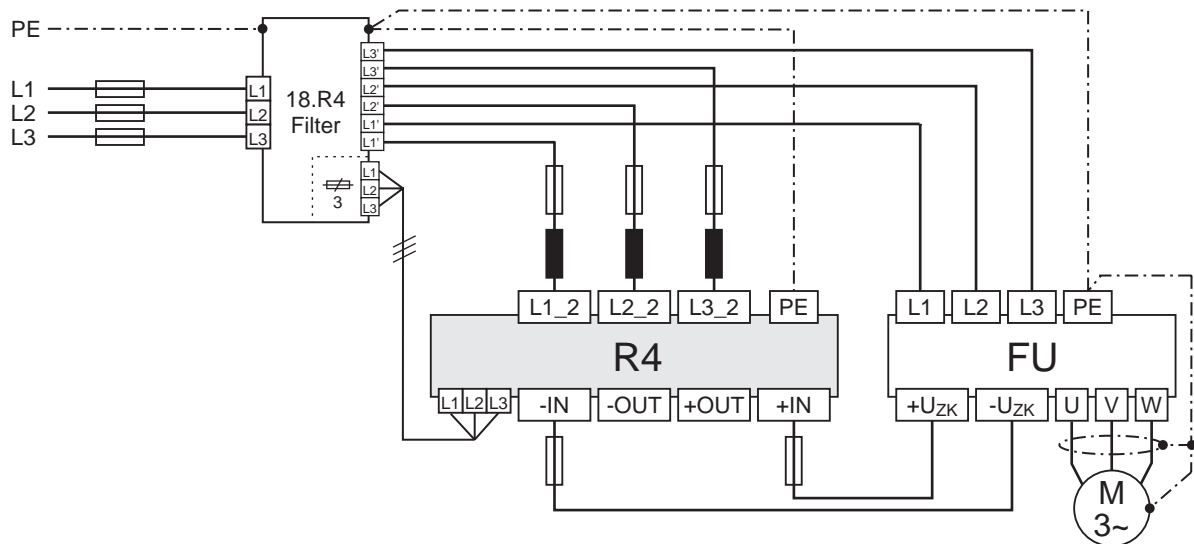 PE
L1
L2
L3
L1
L2
L3
18.R4
Filter
L3'
L3'
L2'
L2'
L1'
L1'
3
L1
L2
L3
L1_2 L2_2 L3_2 PE
L1 L2 L3 PE
R4
FU
L1 L2 L3 -IN -OUT +OUT +IN
+UZK -UZK U V W
M
3~